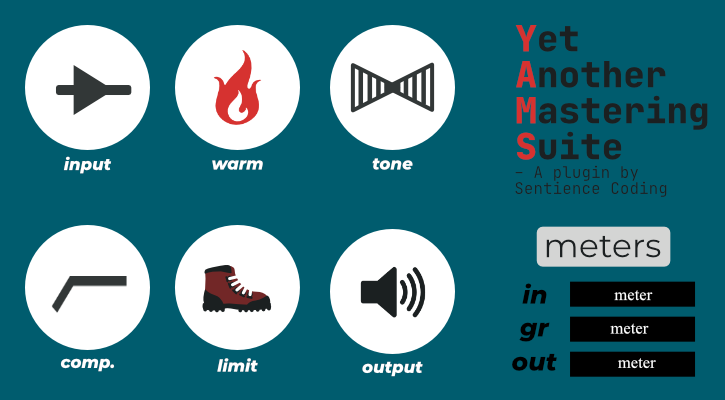 input
warm
tone
comp.
limit
output
Yet
Another
Mastering
Suite
- A plugin by
Sentience Coding
meters
in meter
gr meter
out meter